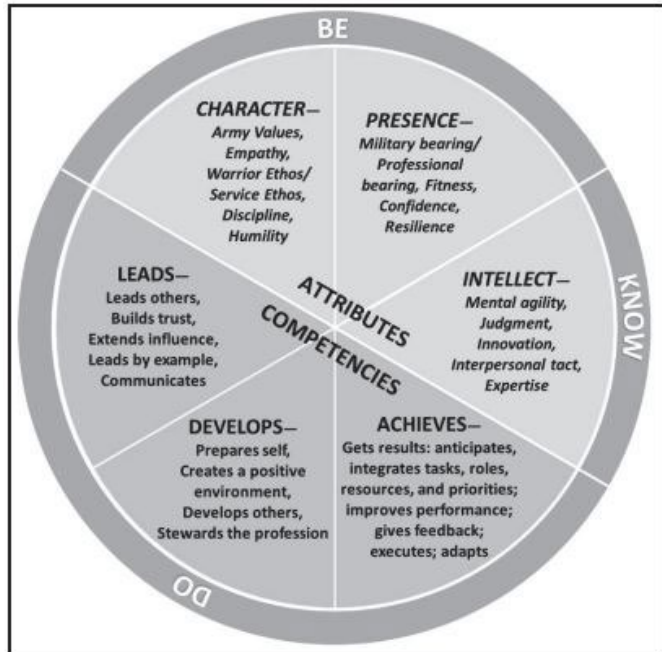 BE
CHARACTER—
Army Values,
Empathy,
Warrior Ethos/
Service Ethos,
Discipline,
Humility
PRESENCE—
Military bearing/
Professional
bearing, Fitness,
Confidence,
Resilience
KNOW
INTELLECT—
Mental agility,
Judgment,
Innovation,
Interpersonal tact,
Expertise
ATTRIBUTES
COMPETENCIES
LEADS—
Leads others,
Builds trust,
Extends influence,
Leads by example,
Communicates
DEVELOPS—
Prepares self,
Creates a positive
environment,
Develops others,
Stewards the profession
ACHIEVES—
Gets results: anticipates,
integrates tasks, roles,
resources, and priorities;
improves performance;
gives feedback;
executes; adapts
DO